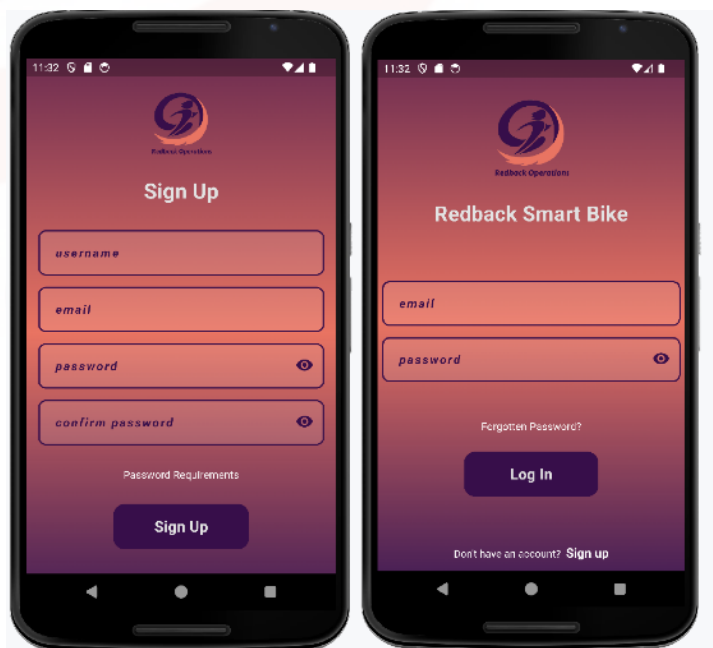 11:32
Redback Operations
Sign Up
username
email
password
confirm password
Password Requirements
Sign Up
11:32
Redback Operations
Redback Smart Bike
email
password
Forgotten Password?
Log In
Don't have an account? Sign up